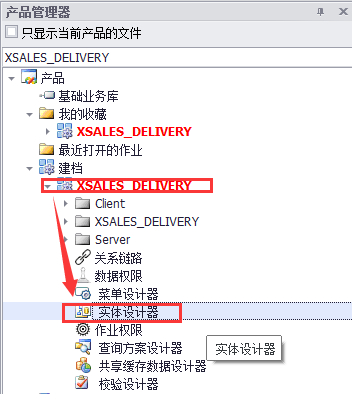 产品管理器
只显示当前产品的文件
XSALES_DELIVERY
产品
基础业务库
我的收藏
XSALES_DELIVERY
最近打开的作业
建档
XSALES_DELIVERY
Client
XSALES_DELIVERY
Server
关系链路
数据权限
菜单设计器
实体设计器
作业权限
查询方案设计器
实体设计器
共享缓存数据设计器
校验设计器